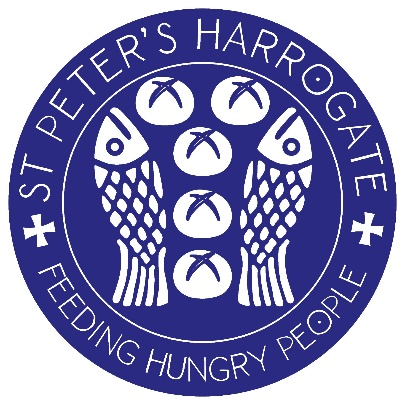 ST PETER'S HARROGATE
FEEDING HUNGRY PEOPLE